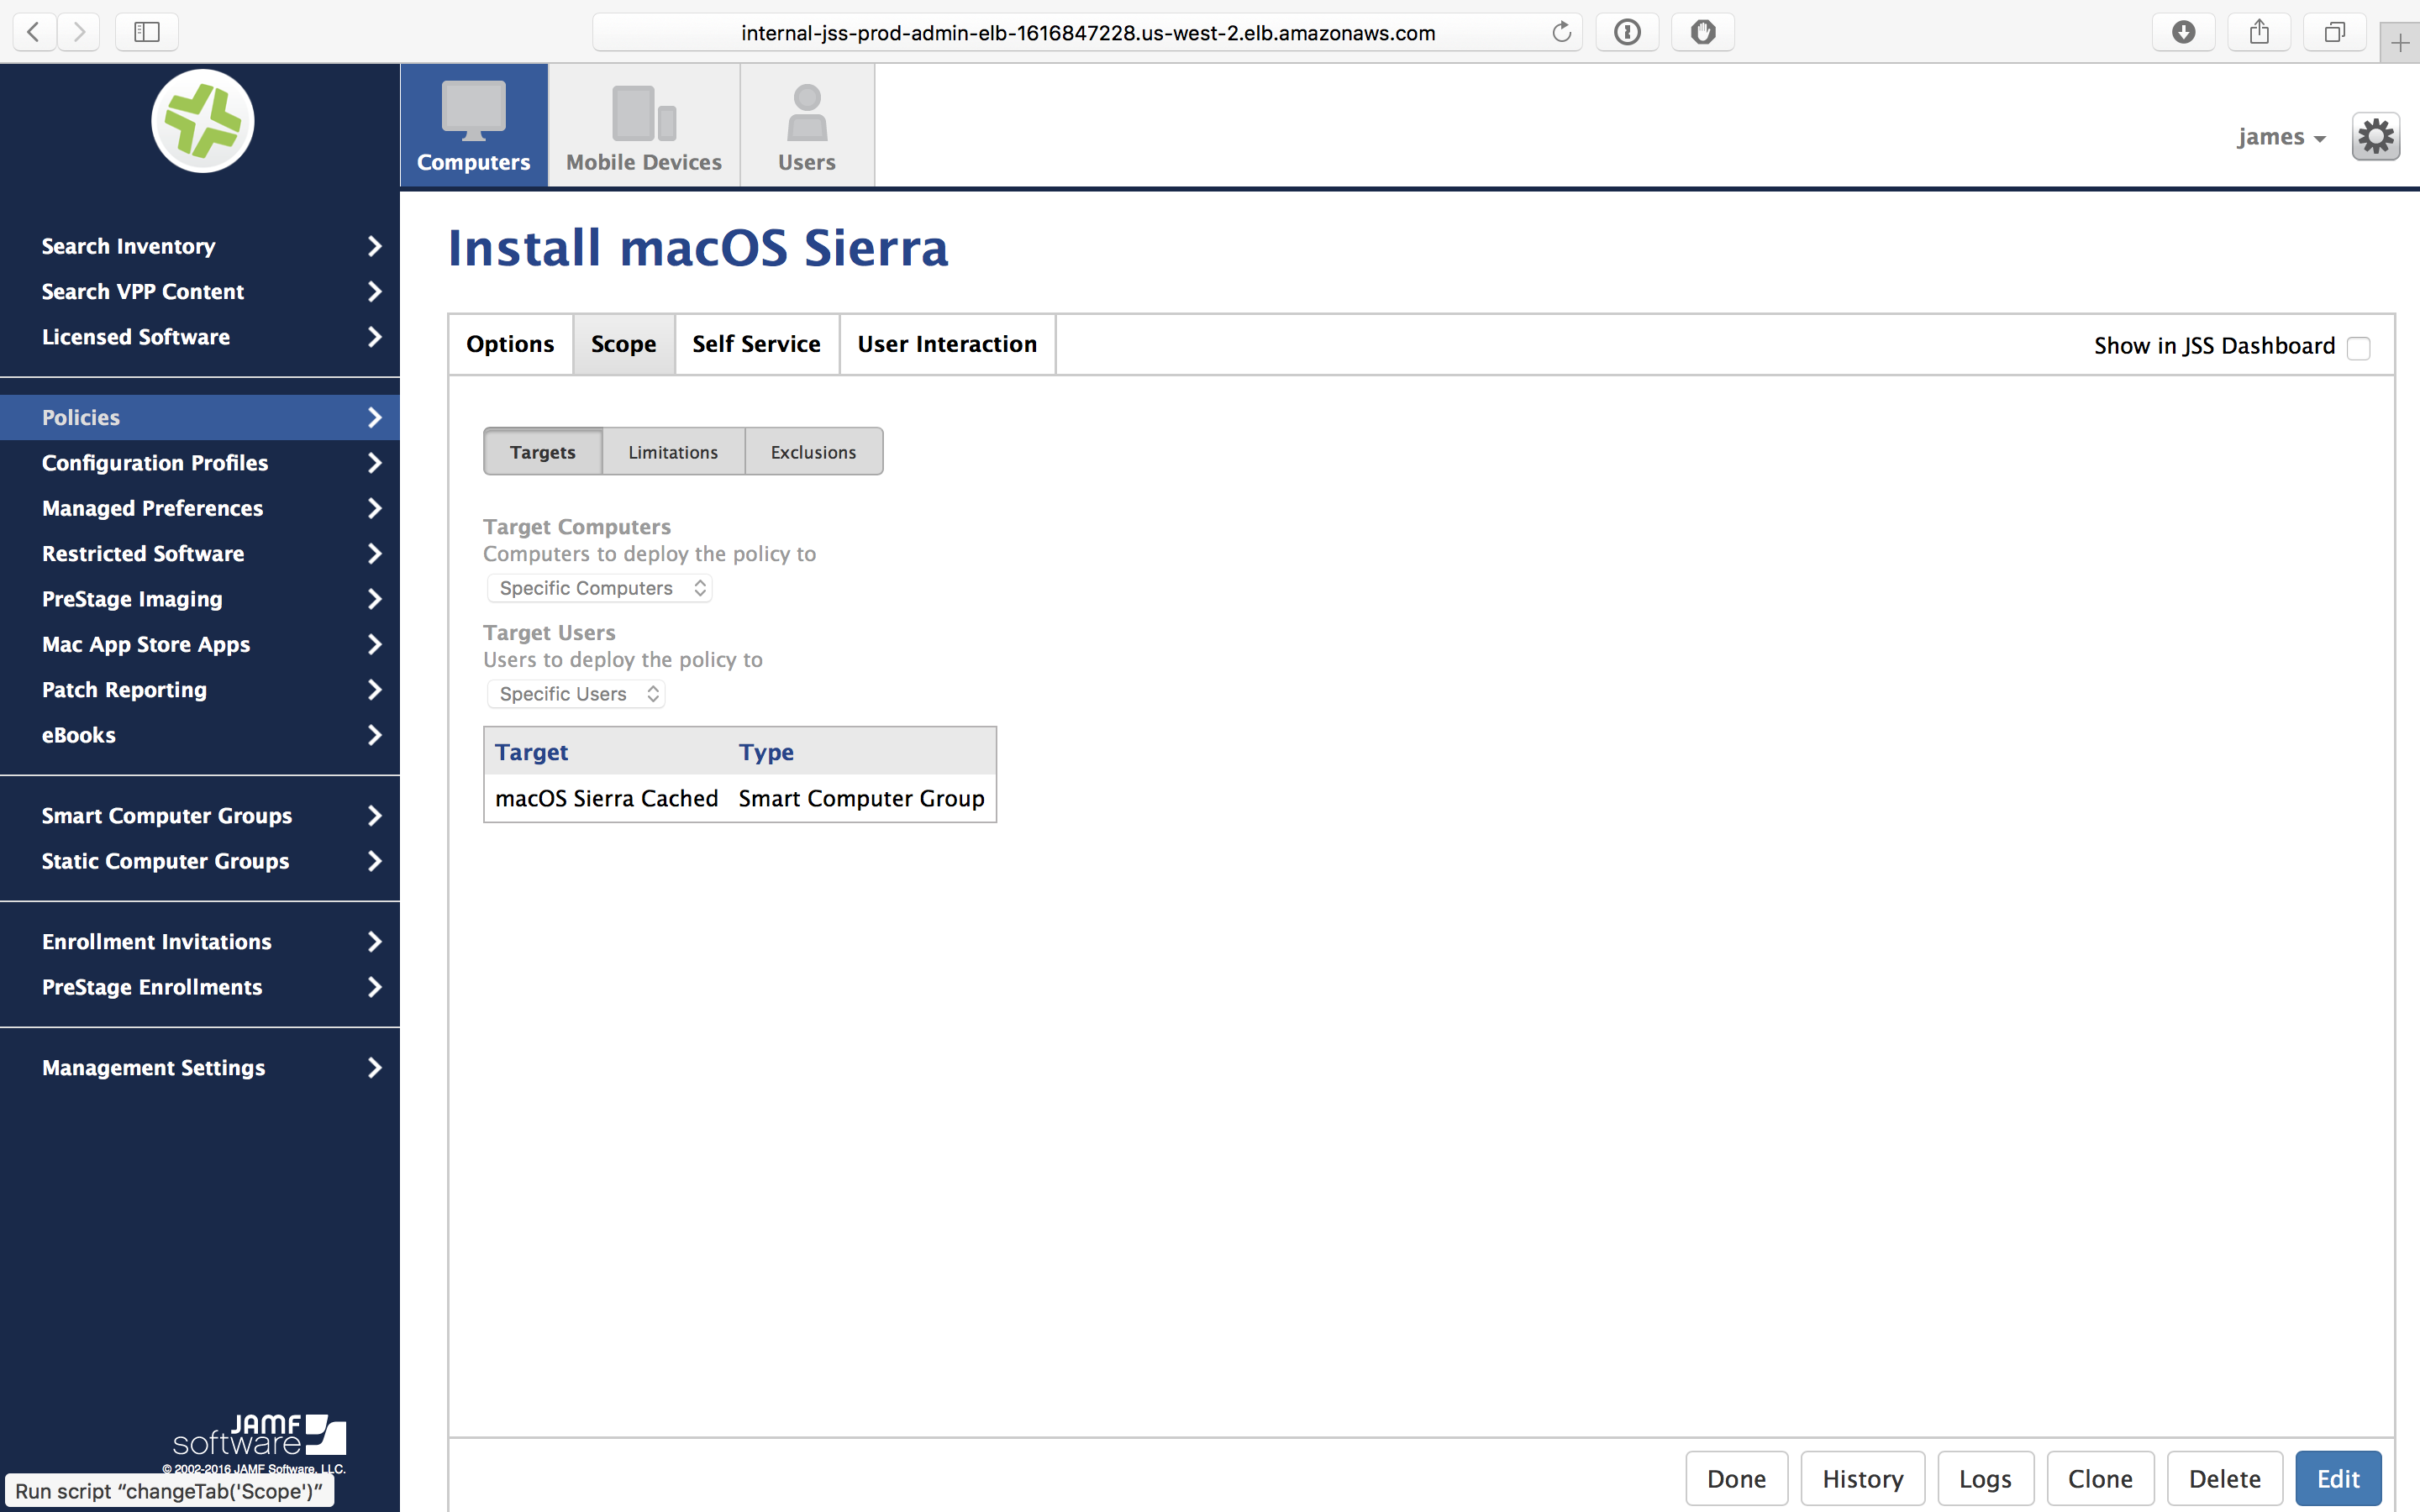 internal-jss-prod-admin-elb-1616847228.us-west-2.elb.amazonaws.com
Computers
Mobile Devices
Users
james
Search Inventory
Search VPP Content
Licensed Software
Policies
Configuration Profiles
Managed Preferences
Restricted Software
PreStage Imaging
Mac App Store Apps
Patch Reporting
eBooks
Smart Computer Groups
Static Computer Groups
Enrollment Invitations
PreStage Enrollments
Management Settings
JAMF
software
© 2002-2016 JAMF Software, LLC.
Run script “changeTab('Scope')”
Install macOS Sierra
Options Scope Self Service User Interaction
Show in JSS Dashboard
Targets Limitations Exclusions
Target Computers
Computers to deploy the policy to
Specific Computers
Target Users
Users to deploy the policy to
Specific Users
Target Type
macOS Sierra Cached Smart Computer Group
Done History Logs Clone Delete Edit